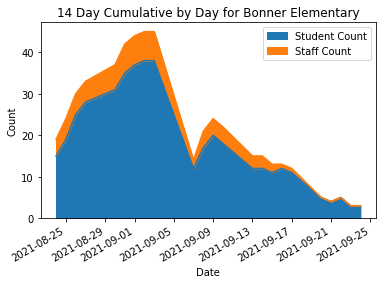 14 Day Cumulative by Day for Bonner Elementary
Student Count
Staff Count
Count
40
30
20
10
0
2021-08-25
2021-08-29
2021-09-01
2021-09-05
2021-09-09
2021-09-13
2021-09-17
2021-09-21
2021-09-25
Date